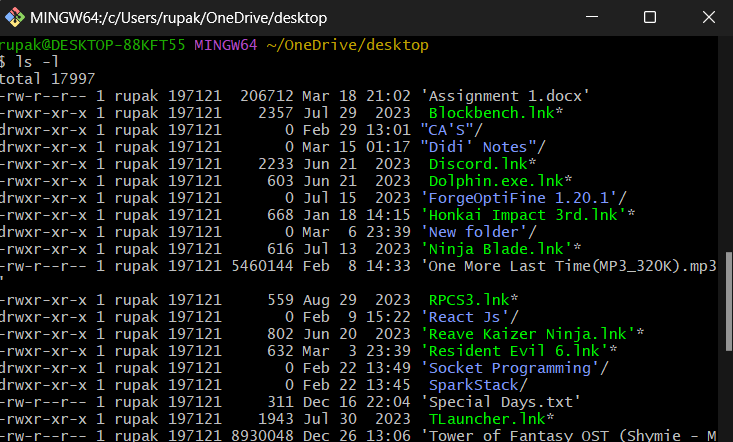 MINGW64:/c/Users/rupak/OneDrive/desktop
rupak@DESKTOP-88KFT55 MINGW64 ~/OneDrive/desktop
$ ls -l
total 17997
-rw-r--r-- 1 rupak 197121  206712 Mar 18 21:02 'Assignment 1.docx'
-rwxr-xr-x 1 rupak 197121    2357 Jul 29  2023  Blockbench.lnk*
drwxr-xr-x 1 rupak 197121       0 Feb 29 13:01 "CA'S"/
drwxr-xr-x 1 rupak 197121       0 Mar 15 01:17 "Didi' Notes"/
-rwxr-xr-x 1 rupak 197121    2233 Jun 21  2023  Discord.lnk*
-rwxr-xr-x 1 rupak 197121     603 Jun 21  2023  Dolphin.exe.lnk*
drwxr-xr-x 1 rupak 197121       0 Jul 15  2023 'ForgeOptiFine 1.20.1'/
-rwxr-xr-x 1 rupak 197121     668 Jan 18 14:15 'Honkai Impact 3rd.lnk'*
drwxr-xr-x 1 rupak 197121       0 Mar  6 23:39 'New folder'/
-rwxr-xr-x 1 rupak 197121     616 Jul 13  2023 'Ninja Blade.lnk'*
-rw-r--r-- 1 rupak 197121 5460144 Feb  8 14:33 'One More Last Time(MP3_320K).mp3
'
-rwxr-xr-x 1 rupak 197121     559 Aug 29  2023  RPCS3.lnk*
drwxr-xr-x 1 rupak 197121       0 Feb  9 15:22 'React Js'/
-rwxr-xr-x 1 rupak 197121     802 Jun 20  2023 'Reave Kaizer Ninja.lnk'*
-rwxr-xr-x 1 rupak 197121     632 Mar  3 23:39 'Resident Evil 6.lnk'*
drwxr-xr-x 1 rupak 197121       0 Feb 22 13:49 'Socket Programming'/
drwxr-xr-x 1 rupak 197121       0 Feb 22 13:45  SparkStack/
-rw-r--r-- 1 rupak 197121     311 Dec 16 22:04 'Special Days.txt'
-rwxr-xr-x 1 rupak 197121    1943 Jul 30  2023  TLauncher.lnk*
-rw-r--r-- 1 rupak 197121 8930048 Dec 26 13:06 'Tower of Fantasy OST (Shymie - M